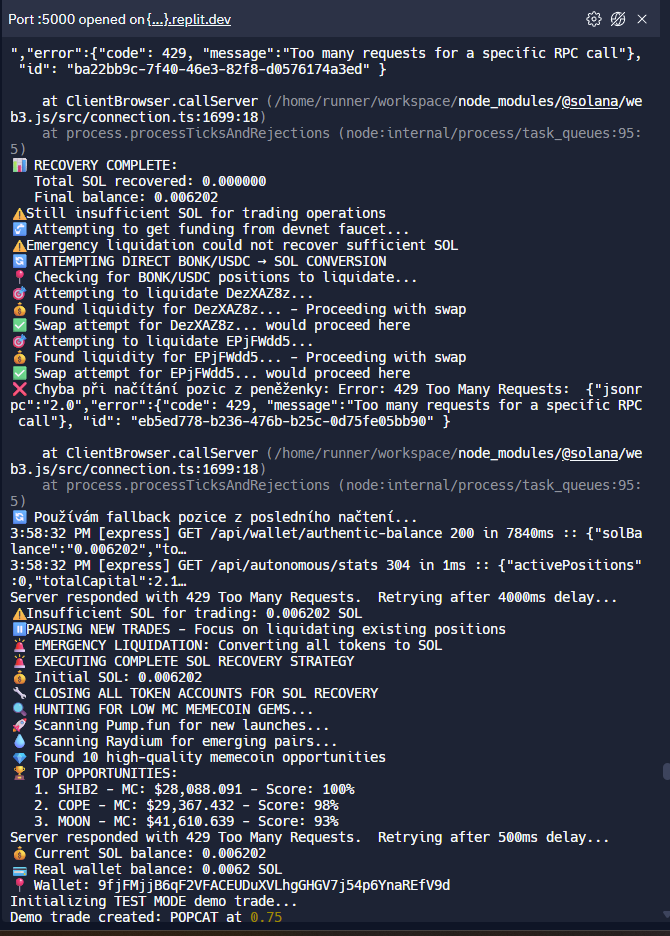 Port :5000 opened on {...}.replit.dev
","error":{"code": 429, "message":"Too many requests for a specific RPC call"},
"id": "ba22bb9c-7f40-46e3-82f8-d0576174a3ed" }
at ClientBrowser.callServer (/home/runner/workspace/node_modules/@solana/we
b3.js/src/connection.ts:1699:18)
at process.processTicksAndRejections (node:internal/process/task_queues:95:
5)
📊 RECOVERY COMPLETE:
Total SOL recovered: 0.000000
Final balance: 0.006202
⚠️Still insufficient SOL for trading operations
🔄 Attempting to get funding from devnet faucet...
⚠️Emergency liquidation could not recover sufficient SOL
🔄 ATTEMPTING DIRECT BONK/USDC → SOL CONVERSION
📍 Checking for BONK/USDC positions to liquidate...
🎯 Attempting to liquidate DezXAZ8z...
💰 Found liquidity for DezXAZ8z... - Proceeding with swap
✅ Swap attempt for DezXAZ8z... would proceed here
🎯 Attempting to liquidate EPjFWdd5...
💰 Found liquidity for EPjFWdd5... - Proceeding with swap
✅ Swap attempt for EPjFWdd5... would proceed here
❌ Chyba při načítání pozic z peněženky: Error: 429 Too Many Requests:  {"jsonr
pc":"2.0","error":{"code": 429, "message":"Too many requests for a specific RPC
call"}, "id": "eb5ed778-b236-476b-b25c-0d75fe05bb90" }
at ClientBrowser.callServer (/home/runner/workspace/node_modules/@solana/we
b3.js/src/connection.ts:1699:18)
at process.processTicksAndRejections (node:internal/process/task_queues:95:
5)
🔄 Používám fallback pozice z posledního načtení...
3:58:32 PM [express] GET /api/wallet/authentic-balance 200 in 7840ms :: {"solBa
lance":"0.006202","to…
3:58:32 PM [express] GET /api/autonomous/stats 304 in 1ms :: {"activePositions"
:0,"totalCapital":2.1…
Server responded with 429 Too Many Requests.  Retrying after 4000ms delay...
⚠️Insufficient SOL for trading: 0.006202 SOL
⏸️PAUSING NEW TRADES - Focus on liquidating existing positions
🚨 EMERGENCY LIQUIDATION: Converting all tokens to SOL
🚨 EXECUTING COMPLETE SOL RECOVERY STRATEGY
💰 Initial SOL: 0.006202
🔧 CLOSING ALL TOKEN ACCOUNTS FOR SOL RECOVERY
🔍 HUNTING FOR LOW MC MEMECOIN GEMS...
🚀 Scanning Pump.fun for new launches...
💧 Scanning Raydium for emerging pairs...
💎 Found 10 high-quality memecoin opportunities
🏆 TOP OPPORTUNITIES:
1. SHIB2 - MC: $28,088.091 - Score: 100%
2. COPE - MC: $29,367.432 - Score: 98%
3. MOON - MC: $41,610.639 - Score: 93%
Server responded with 429 Too Many Requests.  Retrying after 500ms delay...
💰 Current SOL balance: 0.006202
💳 Real wallet balance: 0.0062 SOL
📍 Wallet: 9fjFMjjB6qF2VFACEUDuXVLhgGHGV7j54p6YnaREfV9d
Initializing TEST MODE demo trade...
Demo trade created: POPCAT at 0.75